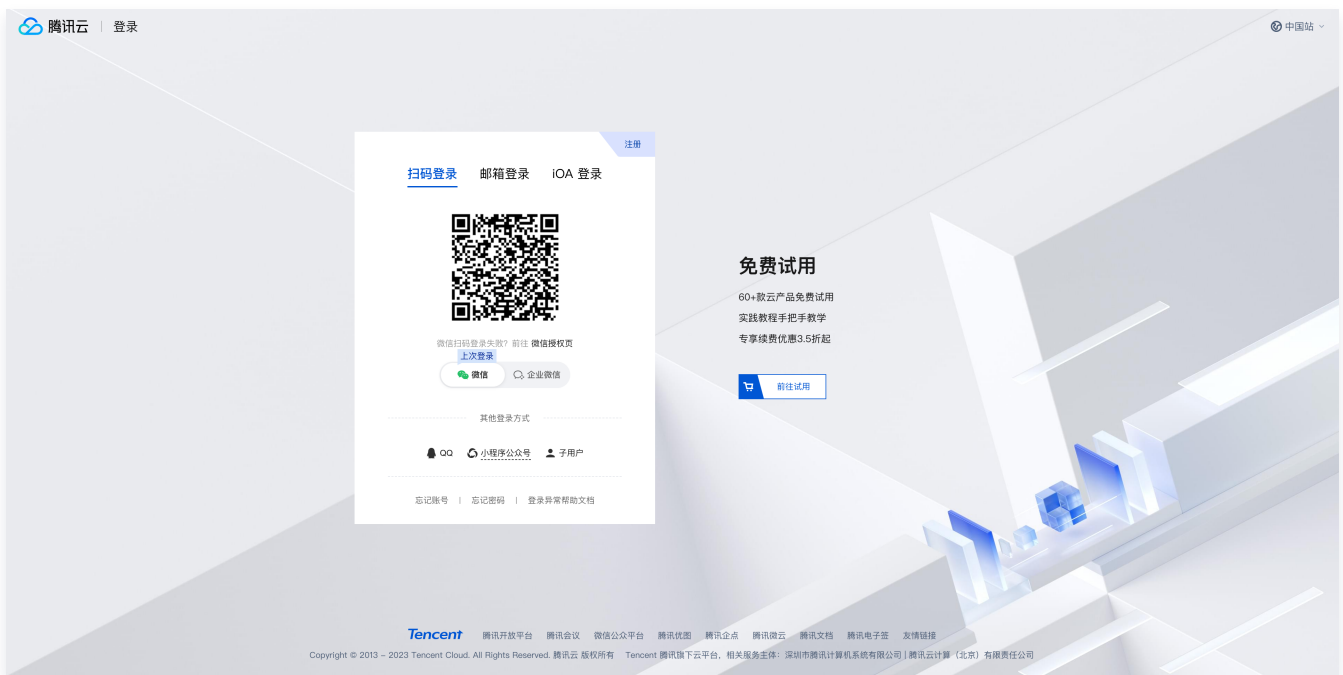 腾讯云 | 登录
中国站
注册
扫码登录 邮箱登录 iOA 登录
微信扫码登录失败? 前往 微信授权页
上次登录
微信 企业微信
其他登录方式
QQ 小程序公众号 子用户
忘记账号 | 忘记密码 | 登录异常帮助文档
免费试用
60+款云产品免费试用
实践教程手把手教学
专享续费优惠3.5折起
前往试用
Tencent 腾讯开放平台 腾讯会议 微信公众平台 腾讯优图 腾讯企点 腾讯微云 腾讯文档 腾讯电子签 友情链接
Copyright © 2013 - 2023 Tencent Cloud. All Rights Reserved. 腾讯云 版权所有 Tencent 腾讯旗下云平台, 相关服务主体: 深圳市腾讯计算机系统有限公司 | 腾讯云计算 (北京) 有限责任公司